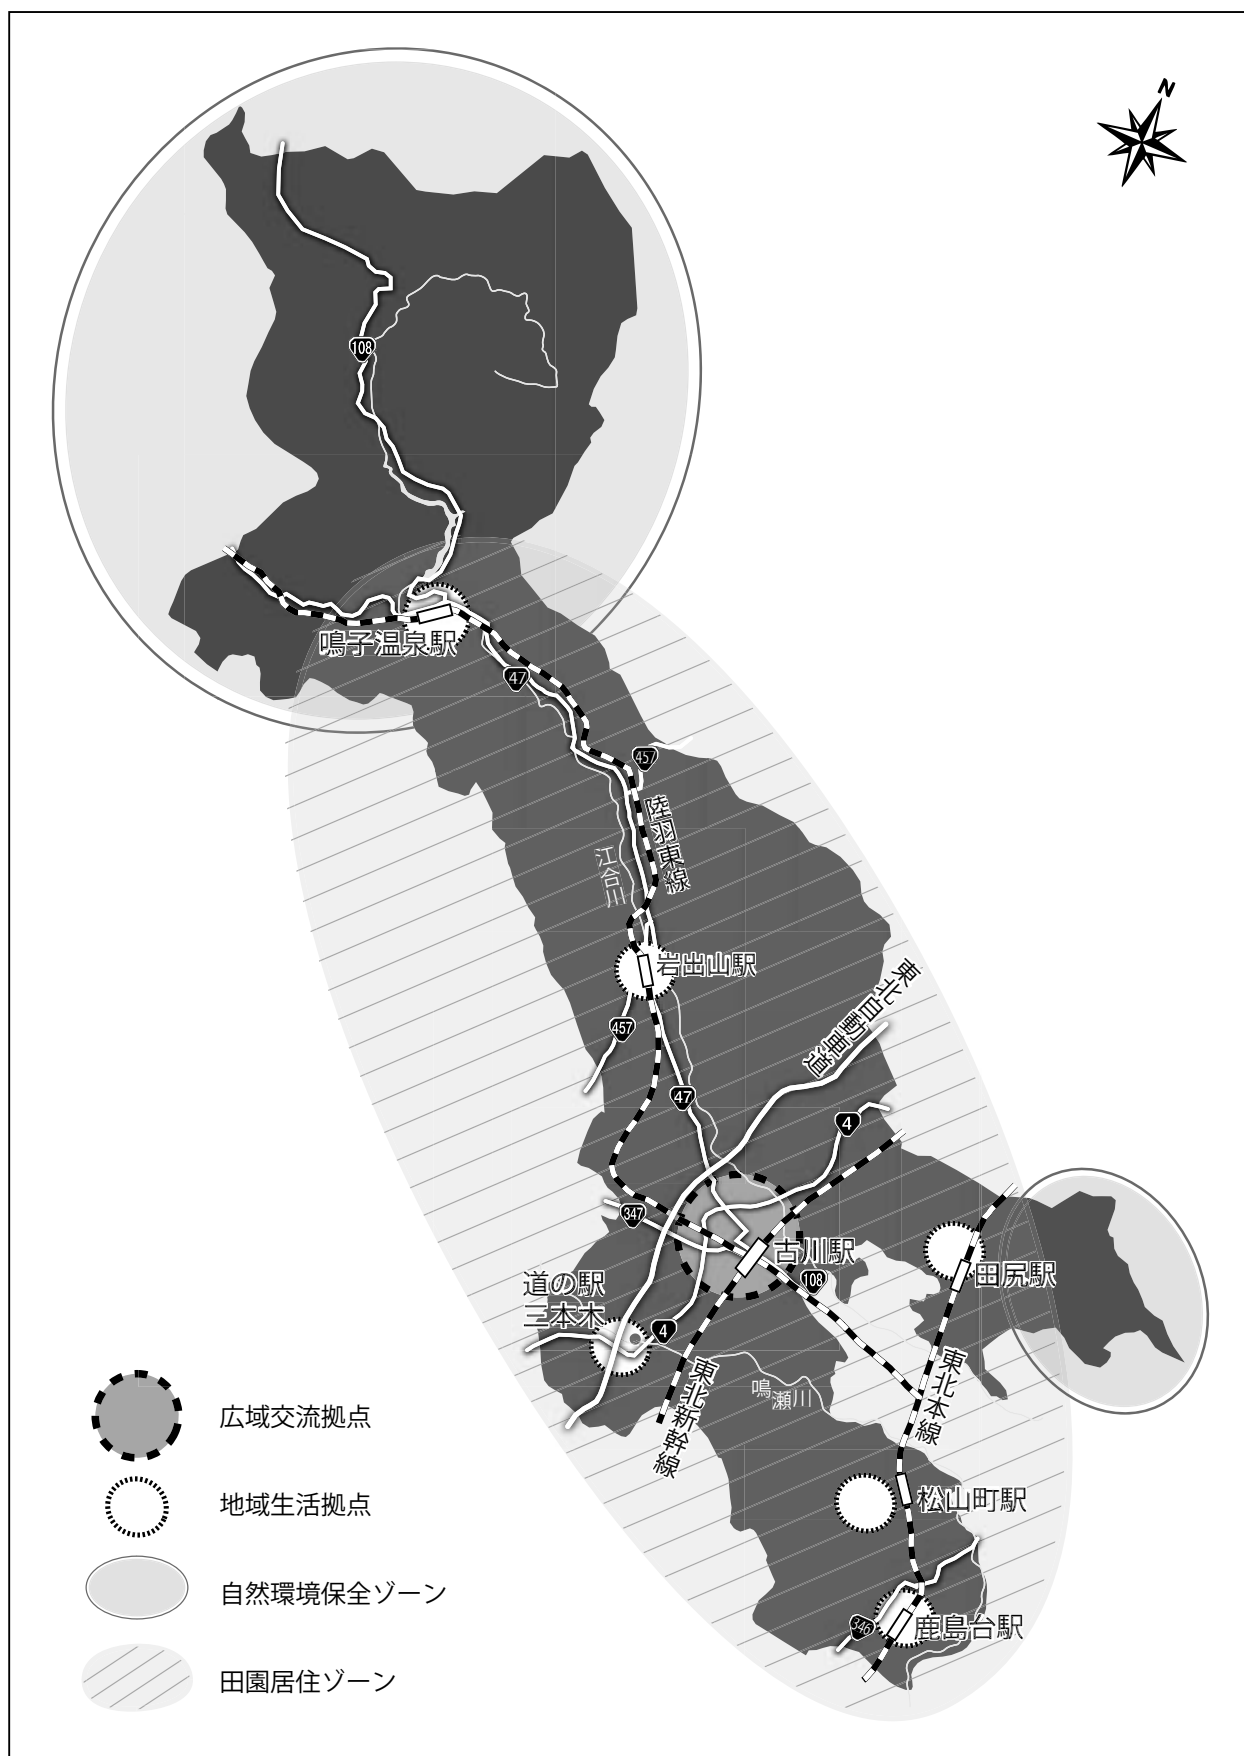 N
108
鳴子温泉駅
47
457
陸羽東線
江合川
岩出山駅
東北自動車道
457
47
4
347
古川駅
108
田尻駅
道の駅
三本木
4
東北新幹線
鳴瀬川
東北本線
松山町駅
346
鹿島台駅
広域交流拠点
地域生活拠点
自然環境保全ゾーン
田園居住ゾーン